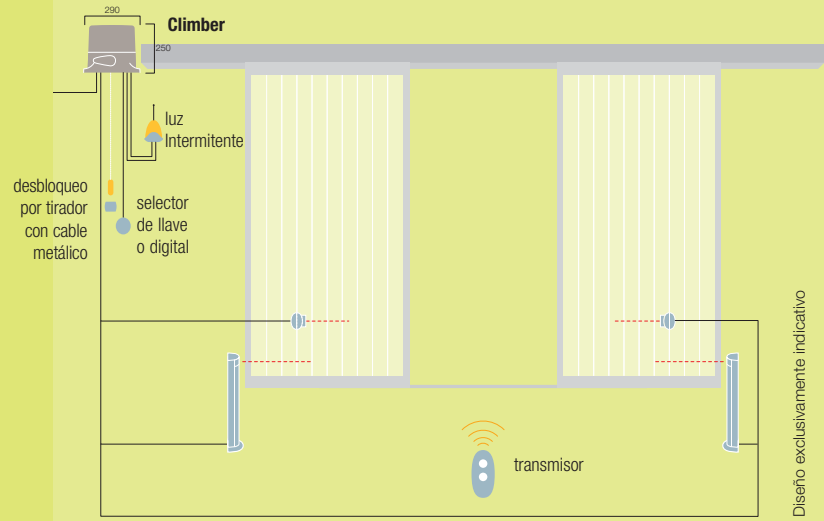 290
Climber
250
luz
Intermitente
desbloqueo
por tirador
con cable
metálico
selector
de llave
o digital
transmisor
Diseño exclusivamente indicativo